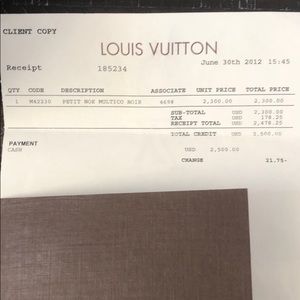 CLIENT COPY
LOUIS VUITTON
Receipt 185234 June 30th 2012 15:45
QTY CODE DESCRIPTION ASSOCIATE UNIT PRICE TOTAL PRICE
1 M42230 PETIT NOE MULTICO NOIR 6698 2,300.00 2,300.00
SUB-TOTAL USD 2,300.00
TAX USD 178.25
RECEIPT TOTAL USD 2,478.25
TOTAL CREDIT USD 2,500.00
PAYMENT
CASH USD 2,500.00
CHANGE 21.75-